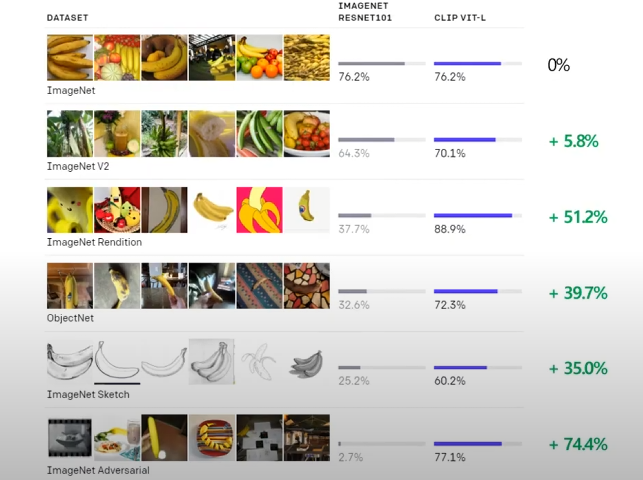 DATASET
IMAGENET
RESNET101
CLIP VIT-L
ImageNet
76.2%
76.2%
0%
ImageNet V2
64.3%
70.1%
+ 5.8%
ImageNet Rendition
37.7%
88.9%
+ 51.2%
ObjectNet
32.6%
72.3%
+ 39.7%
ImageNet Sketch
25.2%
60.2%
+ 35.0%
ImageNet Adversarial
2.7%
77.1%
+ 74.4%